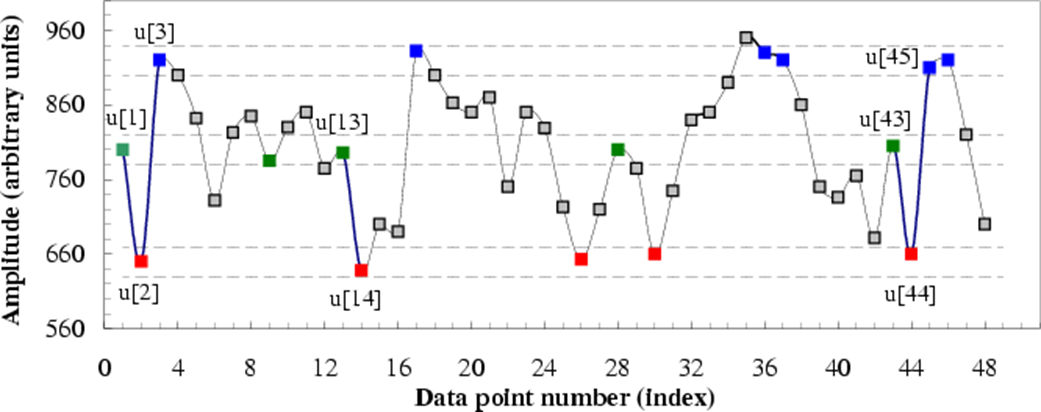 u[3]
960
u[45]
860
u[1]
u[13]
u[43]
760
660
u[2]
u[14]
u[44]
560
0 4 8 12 16 20 24 28 32 36 40 44 48
Data point number (index)
Amplitude (arbitrary units)